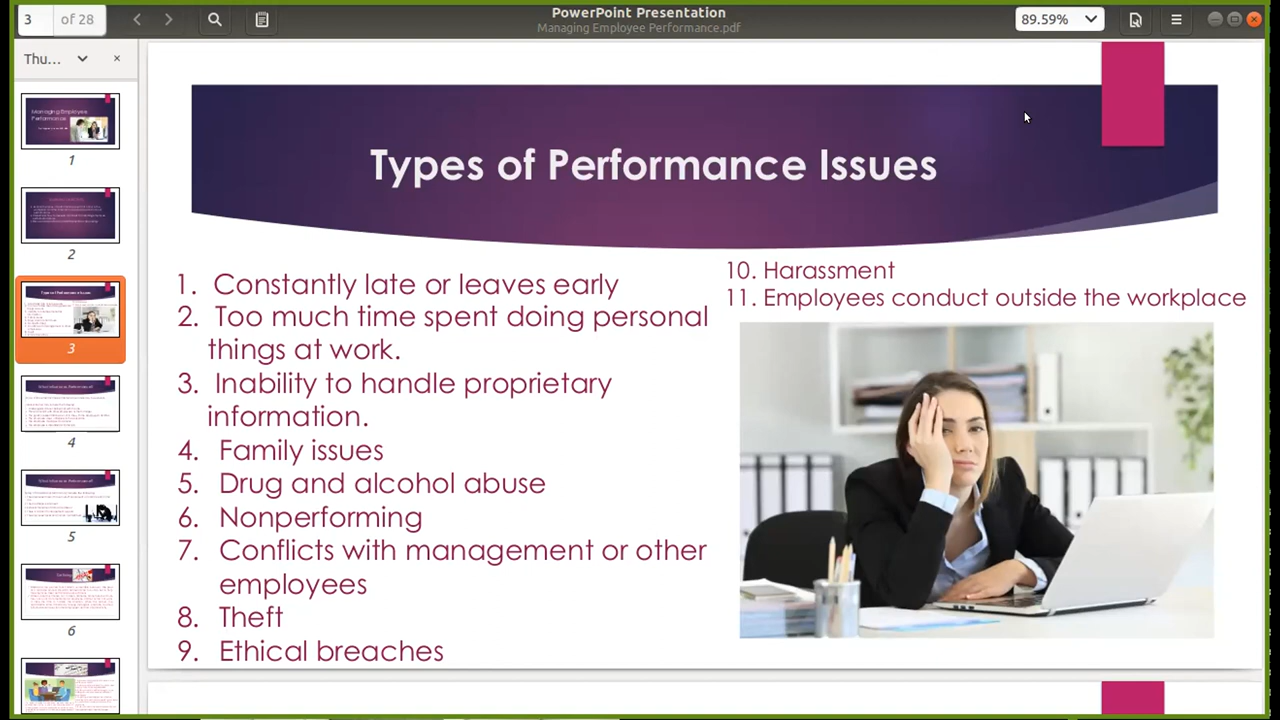 3 of 28
PowerPoint Presentation
Managing Employee Performance.pdf
89.59%
Thu...
1
2
3
4
5
6
Managing Employee
Performance
Types of Performance Issues
1. Constantly late or leaves early
2. Too much time spent doing personal
things at work.
3. Inability to handle proprietary
information.
4. Family issues
5. Drug and alcohol abuse
6. Nonperforming
7. Conflicts with management or other
employees
8. Theft
9. Ethical breaches
10. Harassment
11. Employees conduct outside the workplace